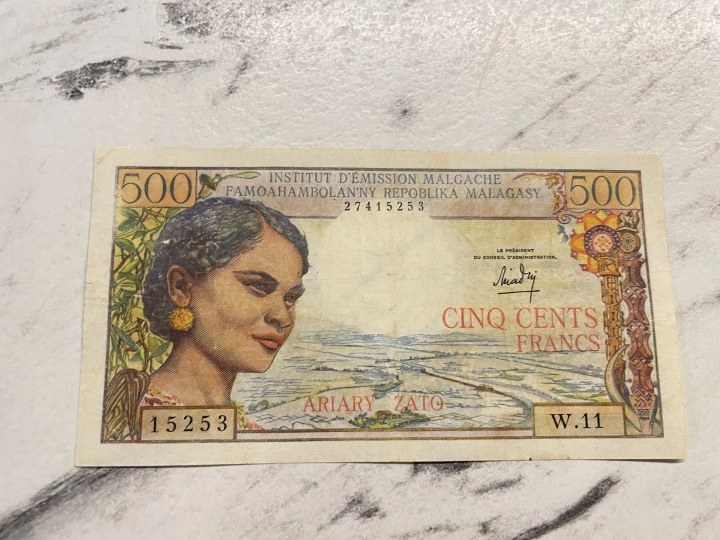 500
INSTITUT D'ÉMISSION MALGACHE
500
FAMOAHAMBOLAN'NY REPOBLIKA MALAGASY
27415253
LE PRÉSIDENT
DU CONSEIL D'ADMINISTRATION,
CINQ CENTS
FRANCS
ARIARY ZATO
15253
W.11